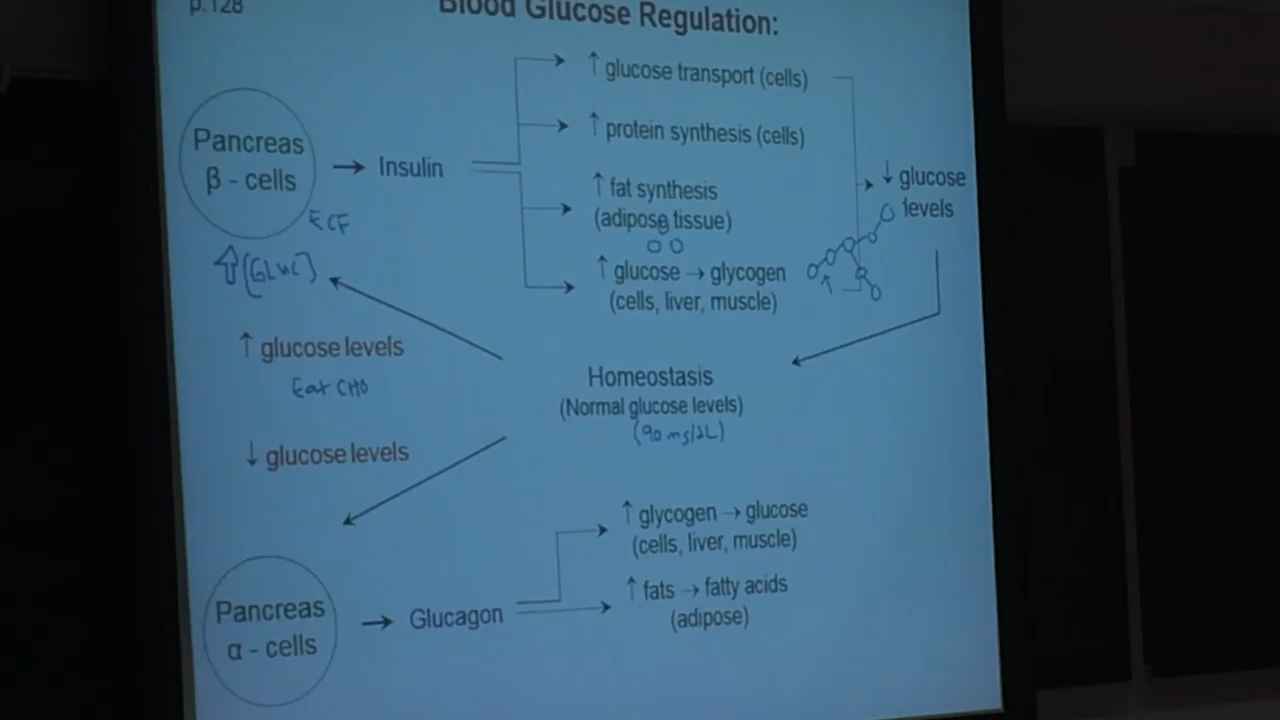 p.128
Blood Glucose Regulation:
↑ glucose transport (cells)
Pancreas
β - cells
→ Insulin
↑ protein synthesis (cells)
↑ fat synthesis
(adipose tissue)
↑ glucose → glycogen
(cells, liver, muscle)
↓ glucose
levels
ECF
⇧[GLUC]
↑ glucose levels
Eat CHO
Homeostasis
(Normal glucose levels)
(90 mg/dL)
↓ glucose levels
↑ glycogen → glucose
(cells, liver, muscle)
Pancreas
α - cells
→ Glucagon
↑ fats → fatty acids
(adipose)